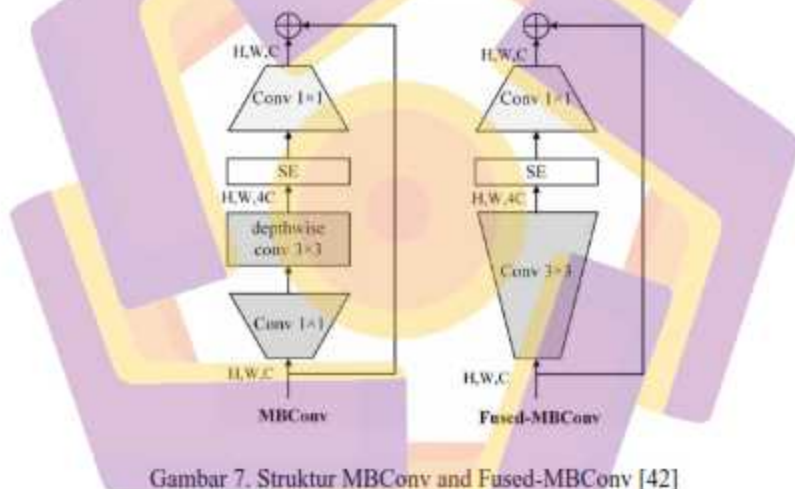 H,W,C
Conv 1×1
SE
H,W,4C
depthwise
conv 3×3
Conv 1×1
H,W,C
MBConv
H,W,C
Conv 1×1
SE
H,W,4C
Conv 3×3
H,W,C
Fused-MBConv
Gambar 7. Struktur MBConv and Fused-MBConv [42]